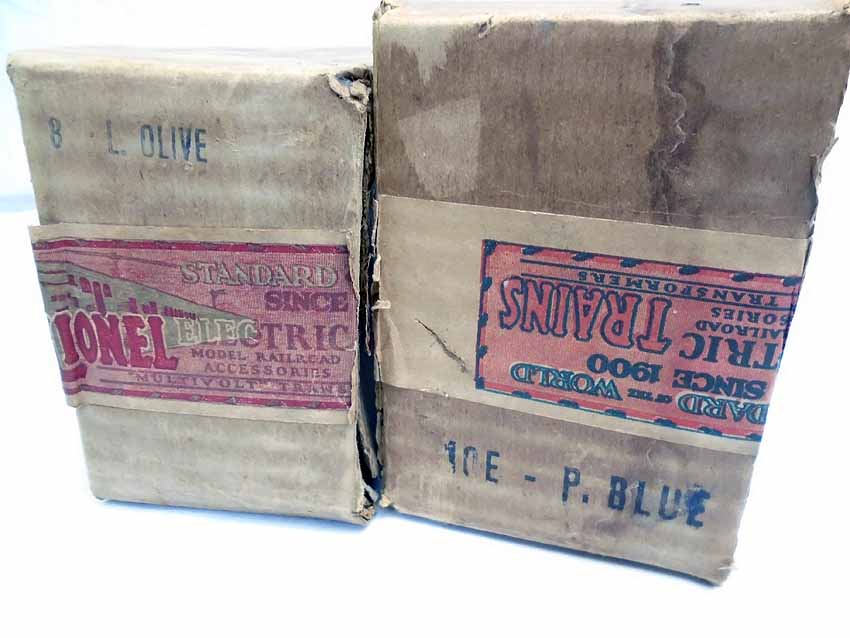 8 L. OLIVE
STANDARD
SINCE
LIONEL ELECTRIC
MODEL RAILROAD
ACCESSORIES
MULTIVOLT TRANS
DARD OF THE WORLD
SINCE 1900
TRIC TRAINS
RAILROAD
SORIES
TRANSFORMERS
10E - P. BLUE